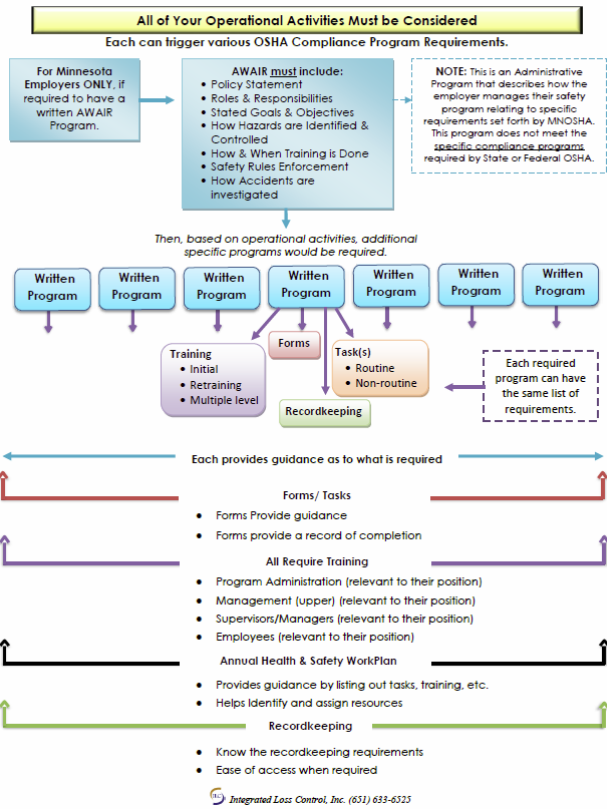 All of Your Operational Activities Must be Considered
Each can trigger various OSHA Compliance Program Requirements.
For Minnesota
Employers ONLY, if
required to have a
written AWAIR
Program.
AWAIR must include:
• Policy Statement
• Roles & Responsibilities
• Stated Goals & Objectives
• How Hazards are Identified &
Controlled
• How & When Training is Done
• Safety Rules Enforcement
• How Accidents are
investigated
NOTE: This is an Administrative
Program that describes how the
employer manages their safety
program relating to specific
requirements set forth by MNOSHA.
This program does not meet the
specific compliance programs
required by State or Federal OSHA.
Then, based on operational activities, additional
specific programs would be required.
Written
Program
Written
Program
Written
Program
Written
Program
Written
Program
Written
Program
Written
Program
Training
• Initial
• Retraining
• Multiple level
Forms
Recordkeeping
Task(s)
• Routine
• Non-routine
Each required
program can have
the same list of
requirements.
Each provides guidance as to what is required
Forms/ Tasks
• Forms Provide guidance
• Forms provide a record of completion
All Require Training
• Program Administration (relevant to their position)
• Management (upper) (relevant to their position)
• Supervisors/Managers (relevant to their position)
• Employees (relevant to their position)
Annual Health & Safety WorkPlan
• Provides guidance by listing out tasks, training, etc.
• Helps Identify and assign resources
Recordkeeping
• Know the recordkeeping requirements
• Ease of access when required
Integrated Loss Control, Inc. (651) 633-6525